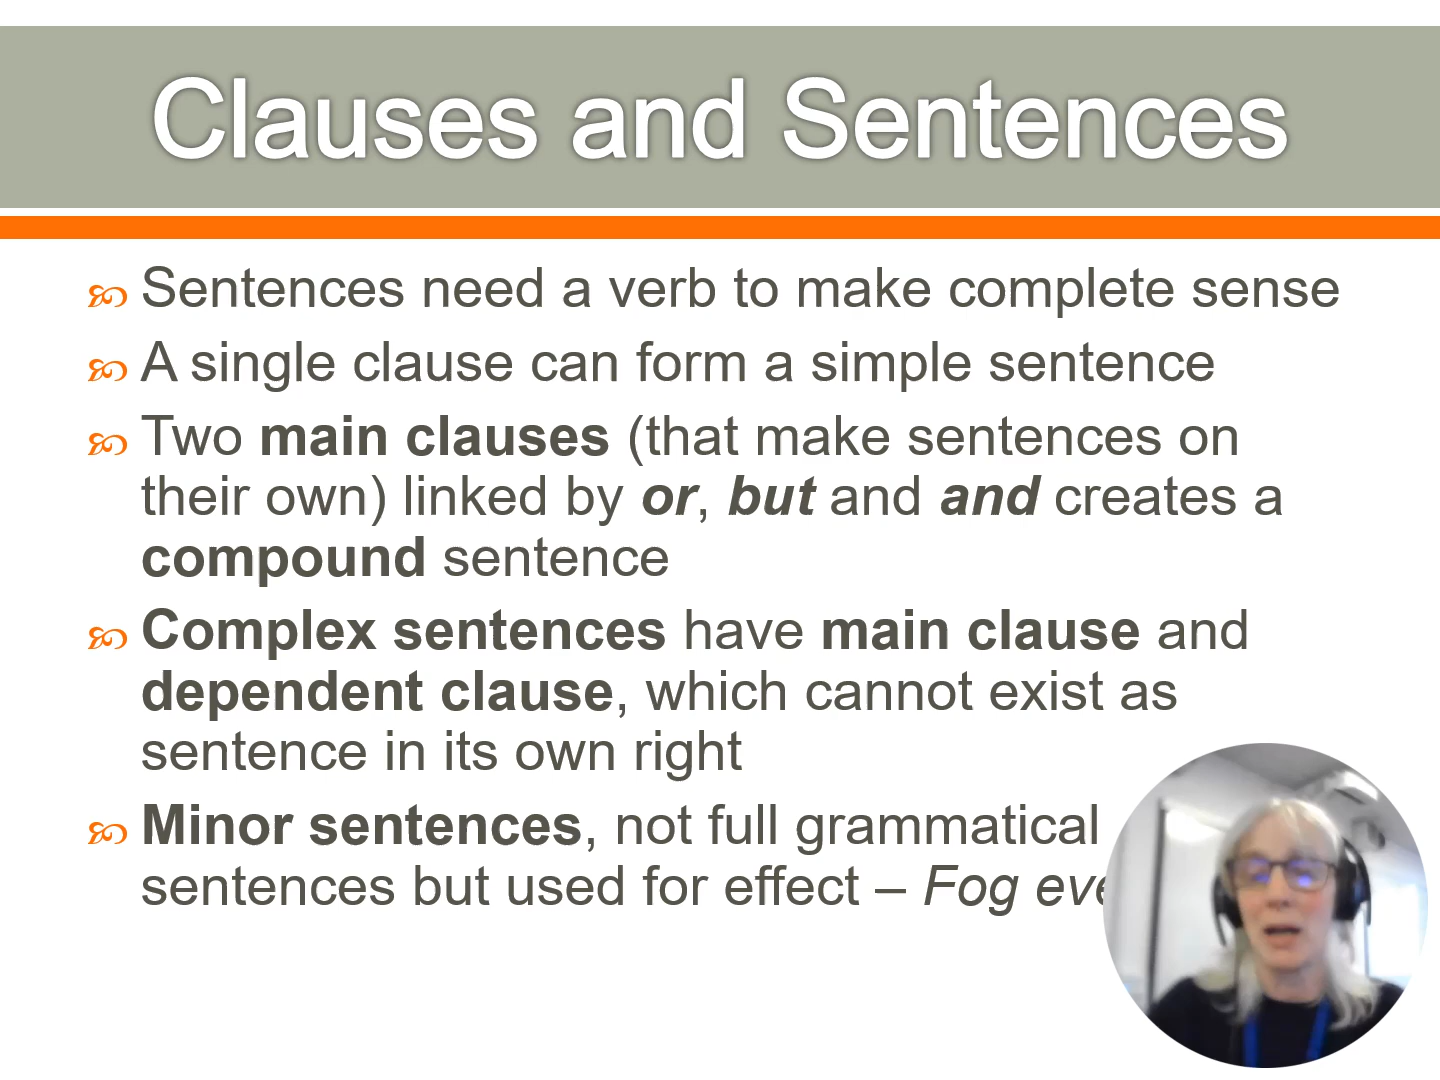 Clauses and Sentences
Sentences need a verb to make complete sense
A single clause can form a simple sentence
Two main clauses (that make sentences on
their own) linked by or, but and and creates a
compound sentence
Complex sentences have main clause and
dependent clause, which cannot exist as
sentence in its own right
Minor sentences, not full grammatical
sentences but used for effect – Fog